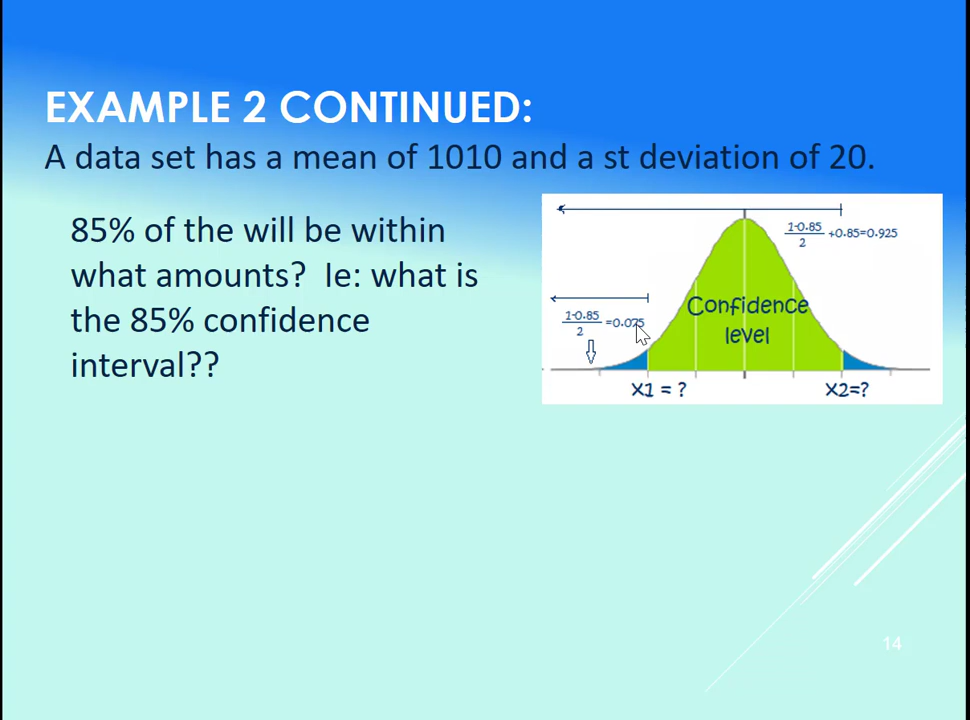 EXAMPLE 2 CONTINUED:
A data set has a mean of 1010 and a st deviation of 20.
85% of the will be within
what amounts?  Ie: what is
the 85% confidence
interval??
1-0.85
2
+0.85=0.925
1-0.85
2
=0.075
Confidence
level
X1 = ?
X2=?
14